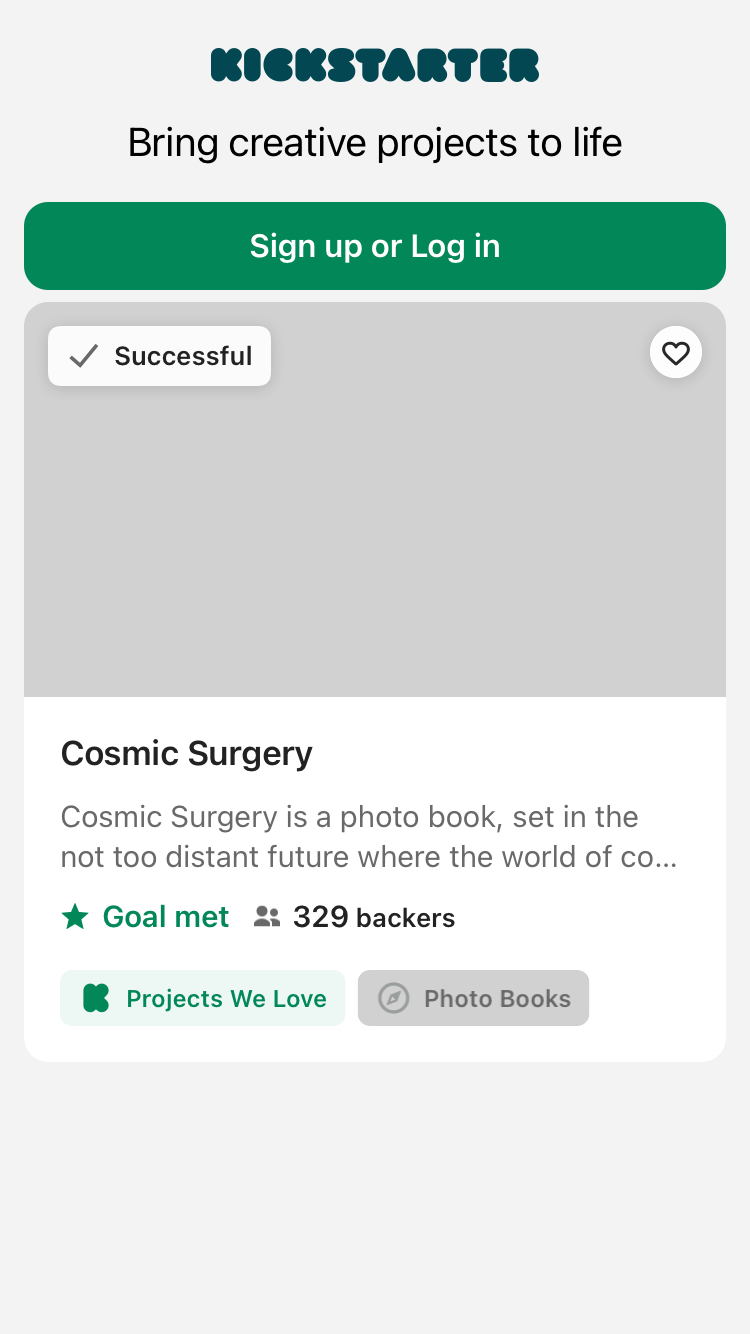 KICKSTARTER
Bring creative projects to life
Sign up or Log in
Successful
Cosmic Surgery
Cosmic Surgery is a photo book, set in the
not too distant future where the world of co...
Goal met 329 backers
Projects We Love Photo Books